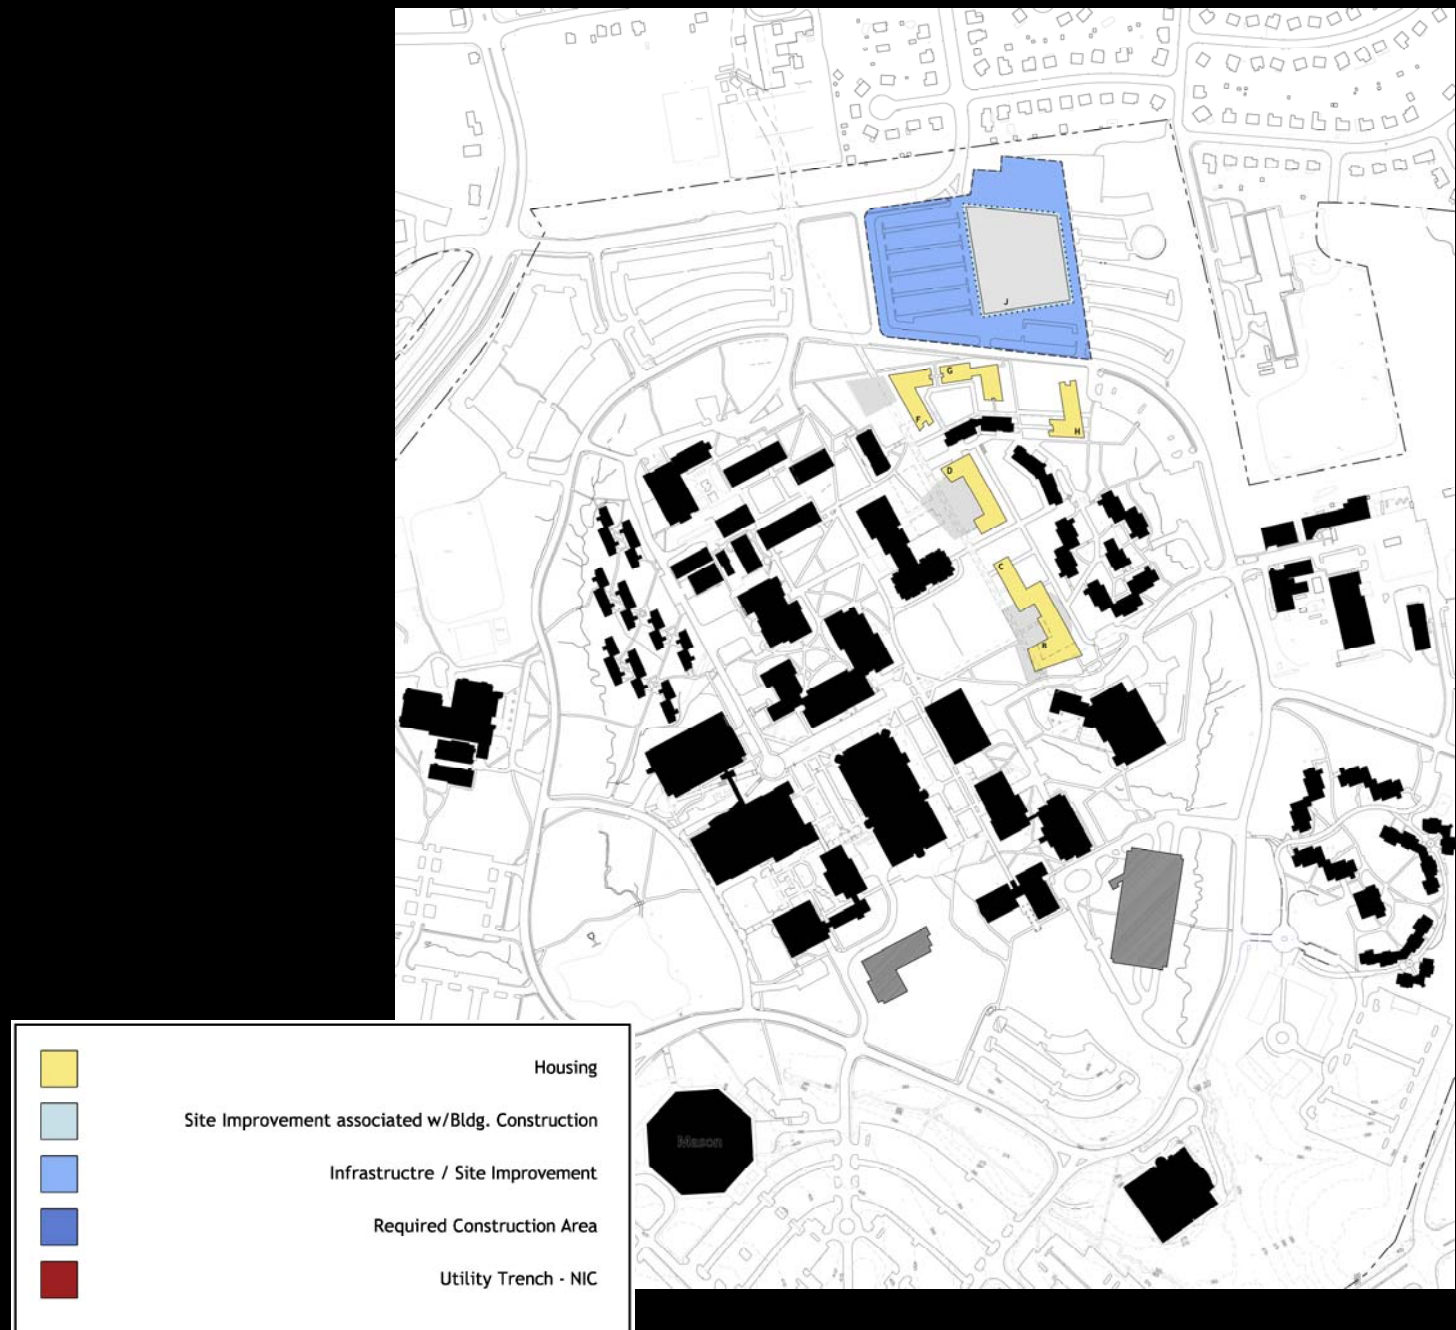 J
G
F
H
D
C
R
Mason
Housing
Site Improvement associated w/Bldg. Construction
Infrastructre / Site Improvement
Required Construction Area
Utility Trench - NIC